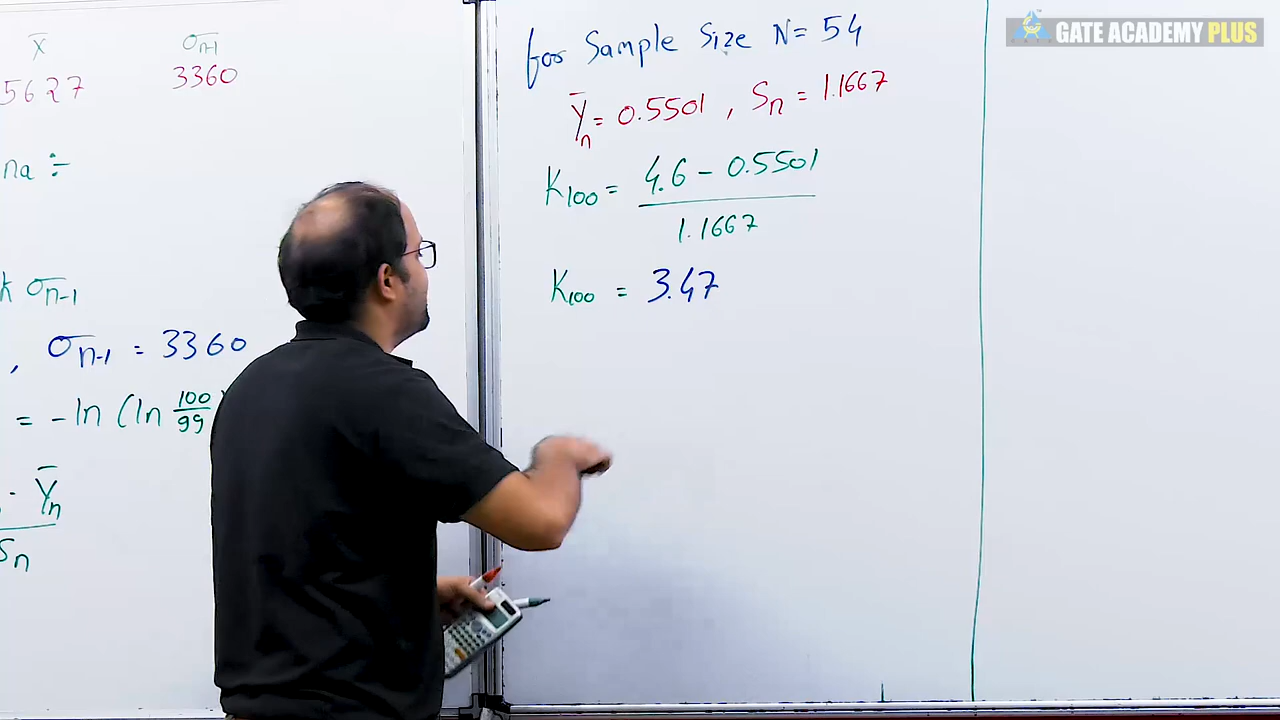 x̄ σn-1
5627 3360
na :-
k σn-1
, σn-1 = 3360
= -ln (ln 100/99
- Ȳn
Sn
for Sample Size N = 54
Ȳn = 0.5501 , Sn = 1.1667
K100 = 4.6 - 0.5501
1.1667
K100 = 3.47
GATE ACADEMY PLUS